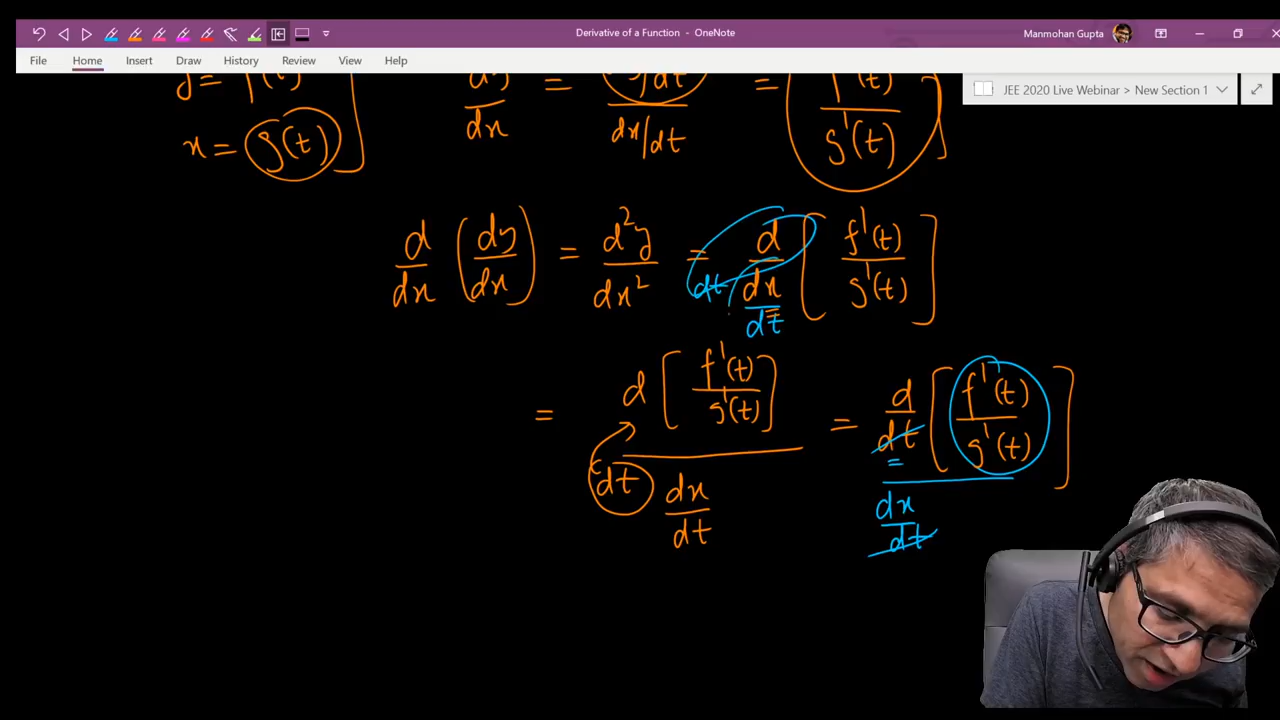 Derivative of a Function - OneNote
Manmohan Gupta
File Home Insert Draw History Review View Help
JEE 2020 Live Webinar > New Section 1
dy/dx = /(dx/dt) = f'(t)/g'(t)
x = g(t)
d/dx (dy/dx) = d²y/dx² = d/dx [f'(t)/g'(t)]
dt
dt
= d[f'(t)/g'(t)] / dt dx/dt = d/dt [f'(t)/g'(t)] / dx/dt